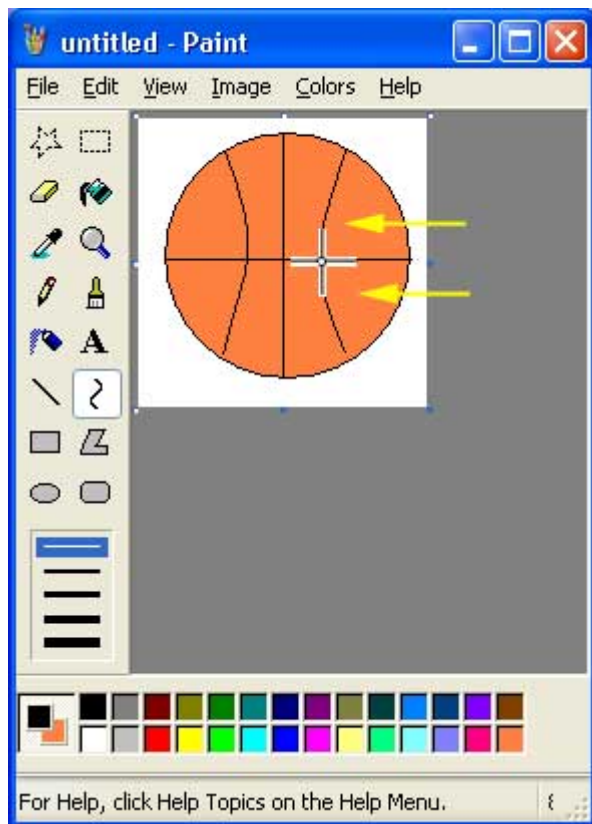 untitled - Paint
File Edit View Image Colors Help
A
For Help, click Help Topics on the Help Menu.